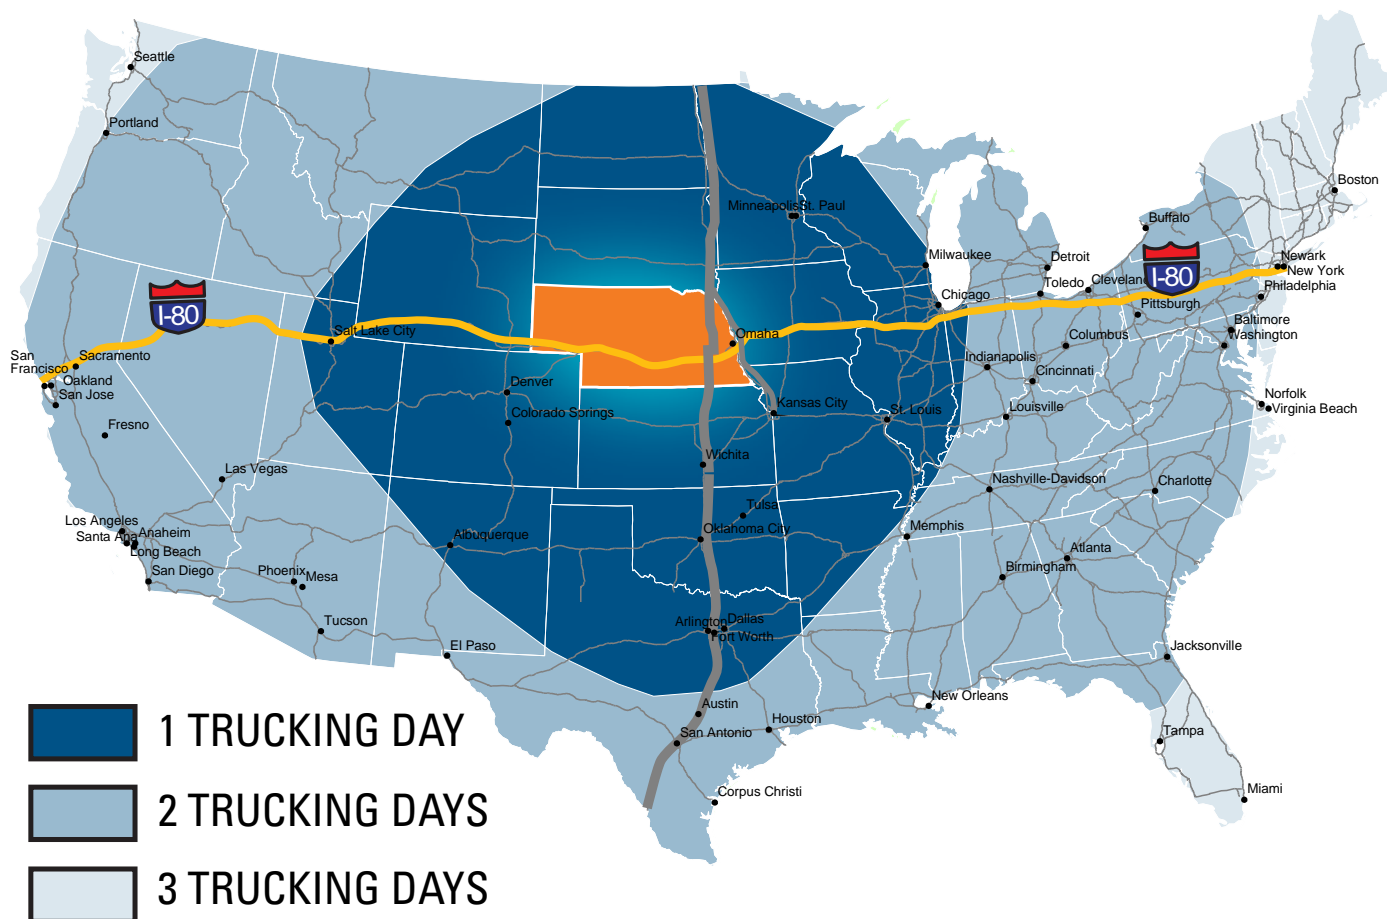 Seattle
Portland
Minneapolis
St. Paul
Boston
Buffalo
Milwaukee
Detroit
I-80
Newark
New York
Toledo
Cleveland
Philadelphia
Chicago
Pittsburgh
I-80
Baltimore
Washington
Salt Lake City
Omaha
Columbus
San
Francisco
Sacramento
Indianapolis
Cincinnati
Oakland
San Jose
Denver
Norfolk
Virginia Beach
Colorado Springs
Kansas City
St. Louis
Louisville
Fresno
Wichita
Las Vegas
Nashville-Davidson
Charlotte
Tulsa
Los Angeles
Santa Ana
Anaheim
Long Beach
Albuquerque
Oklahoma City
Memphis
Atlanta
Birmingham
San Diego
Phoenix
Mesa
Tucson
Arlington
Dallas
Fort Worth
El Paso
Jacksonville
New Orleans
Austin
Houston
San Antonio
Tampa
Corpus Christi
Miami
1 TRUCKING DAY
2 TRUCKING DAYS
3 TRUCKING DAYS